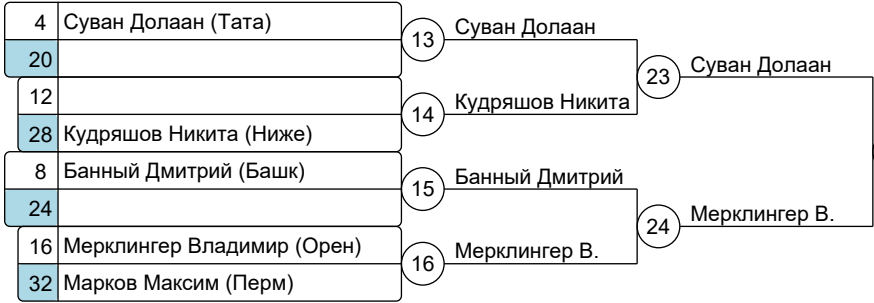 4 Суван Долаан (Тата)
20
13 Суван Долаан
12
28 Кудряшов Никита (Ниже)
14 Кудряшов Никита
23 Суван Долаан
8 Банный Дмитрий (Башк)
24
15 Банный Дмитрий
16 Мерклингер Владимир (Орен)
32 Марков Максим (Перм)
16 Мерклингер В.
24 Мерклингер В.